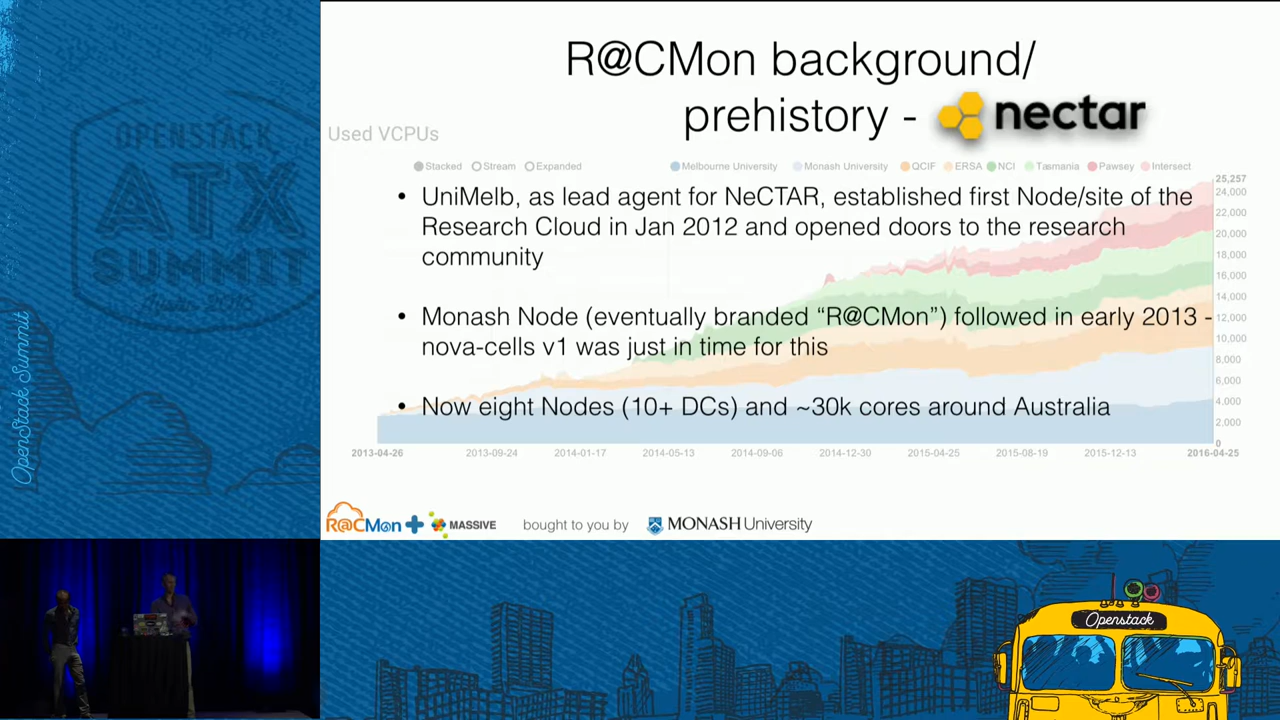 OPENSTACK
ATX
SUMMIT
Austin 2016
OpenStack Summit
R@CMon background/
prehistory - nectar
Used VCPUs
Stacked Stream Expanded Melbourne University Monash University QCIF ERSA NCI Tasmania Pawsey Intersect
25,257
24,000
22,000
20,000
18,000
16,000
14,000
12,000
10,000
8,000
6,000
4,000
2,000
0
• UniMelb, as lead agent for NeCTAR, established first Node/site of the
Research Cloud in Jan 2012 and opened doors to the research
community
• Monash Node (eventually branded “R@CMon”) followed in early 2013 -
nova-cells v1 was just in time for this
• Now eight Nodes (10+ DCs) and ~30k cores around Australia
2013-04-26 2013-09-24 2014-01-17 2014-05-13 2014-09-06 2014-12-30 2015-04-25 2015-08-19 2015-12-13 2016-04-25
R@CMon + MASSIVE bought to you by MONASH University
Openstack